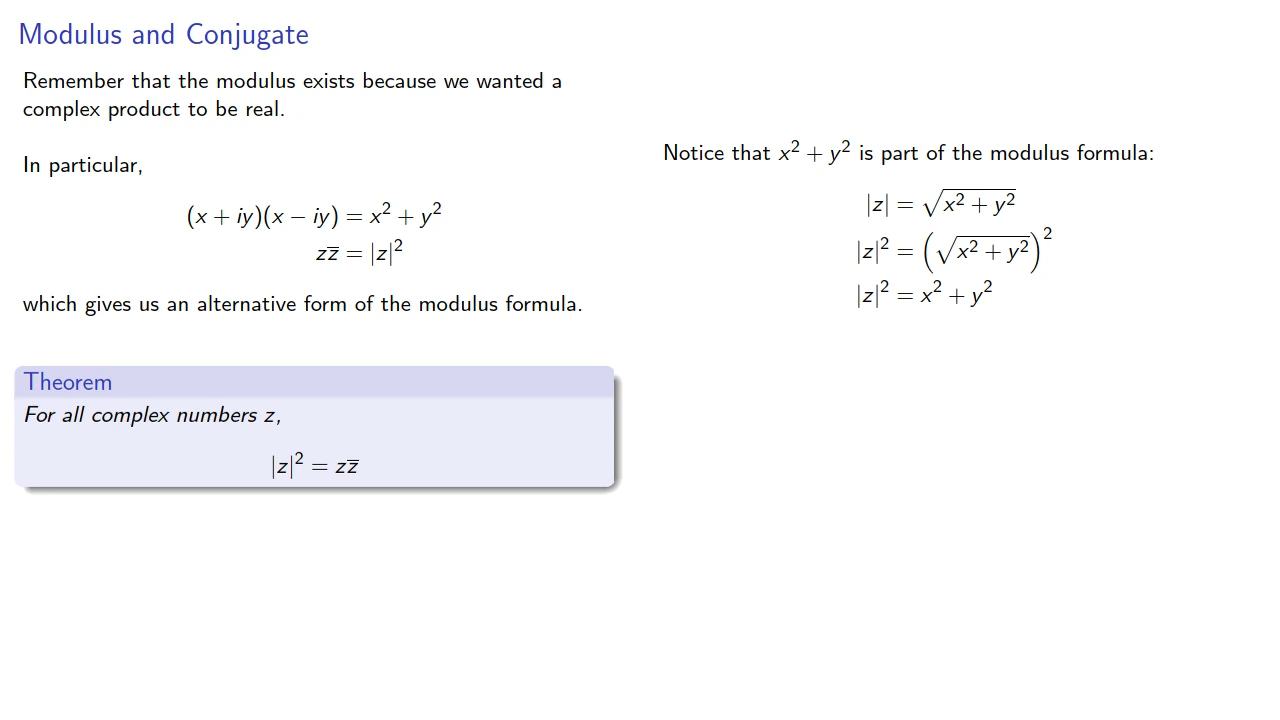 Modulus and Conjugate
Remember that the modulus exists because we wanted a
complex product to be real.
In particular,
(x + iy)(x − iy) = x² + y²
zz̅ = |z|²
which gives us an alternative form of the modulus formula.
Theorem
For all complex numbers z,
|z|² = zz̅
Notice that x² + y² is part of the modulus formula:
|z| = √(x² + y²)
|z|² = (√(x² + y²))²
|z|² = x² + y²